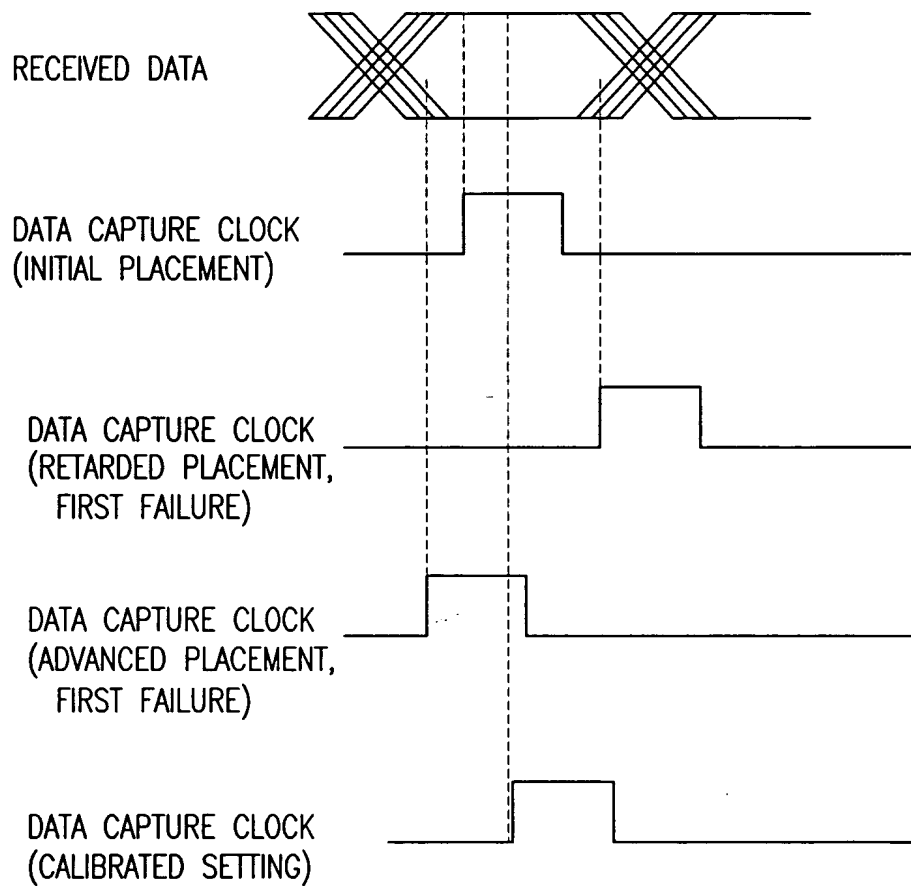 RECEIVED DATA
DATA CAPTURE CLOCK
(INITIAL PLACEMENT)
DATA CAPTURE CLOCK
(RETARDED PLACEMENT,
FIRST FAILURE)
DATA CAPTURE CLOCK
(ADVANCED PLACEMENT,
FIRST FAILURE)
DATA CAPTURE CLOCK
(CALIBRATED SETTING)